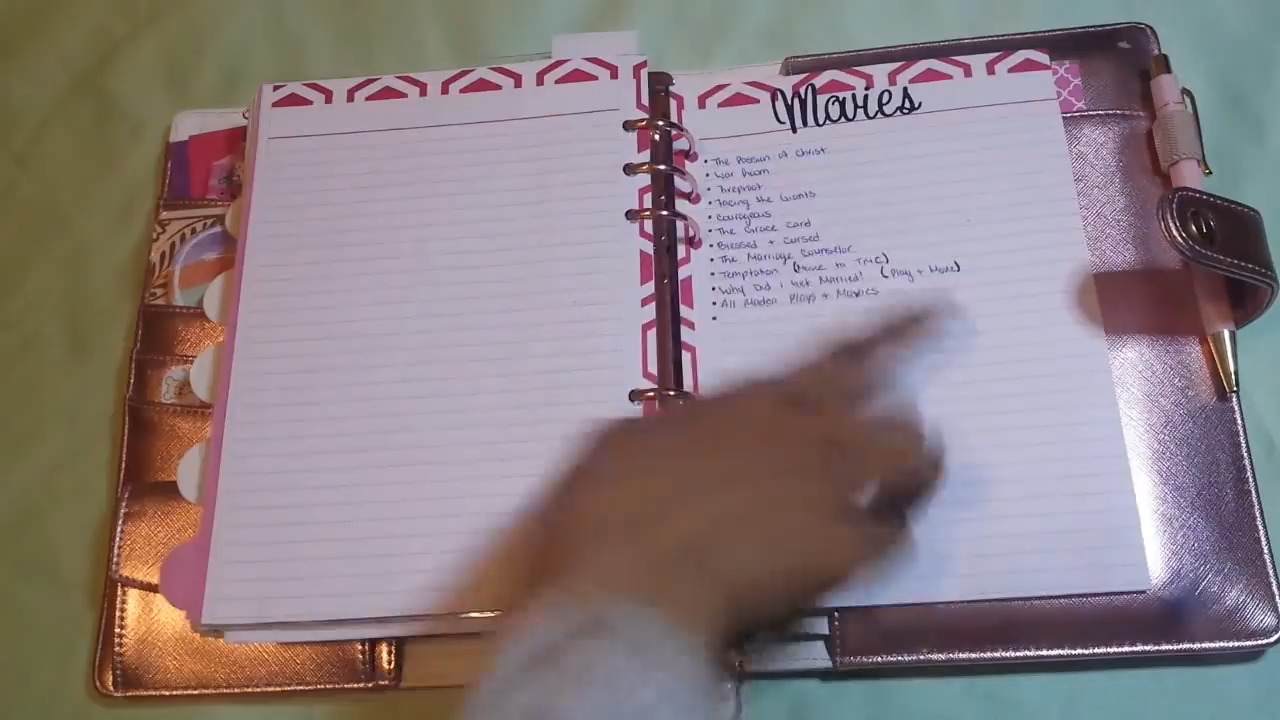 Movies
• The Passion of Christ
• War Room
• Fireproof
• Facing the Giants
• Courageous
• The Grace Card
• Blessed + Cursed
• The Marriage Counselor
• Temptation (Movie to TMC)
• Why Did I Get Married! (Play + Movie)
• All Madea Plays + Movies
•